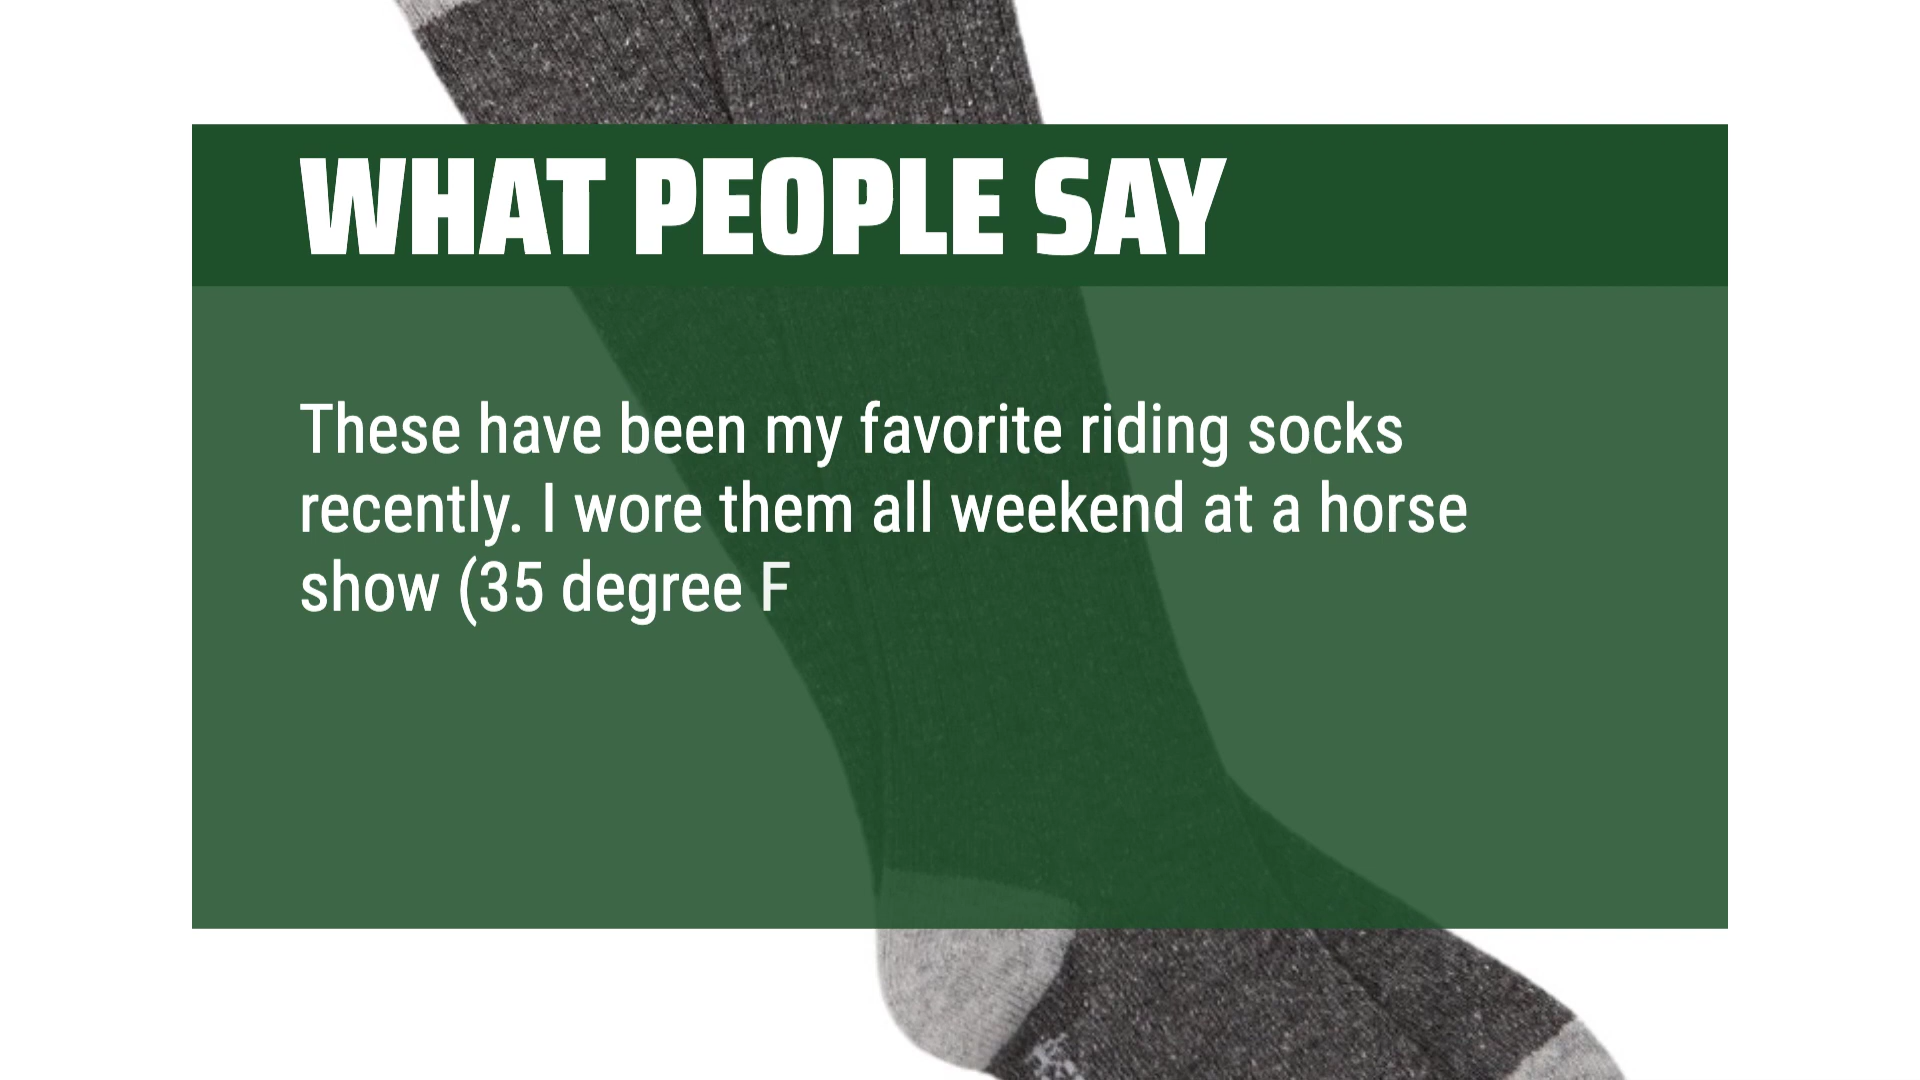 WHAT PEOPLE SAY
These have been my favorite riding socks
recently. I wore them all weekend at a horse
show (35 degree F